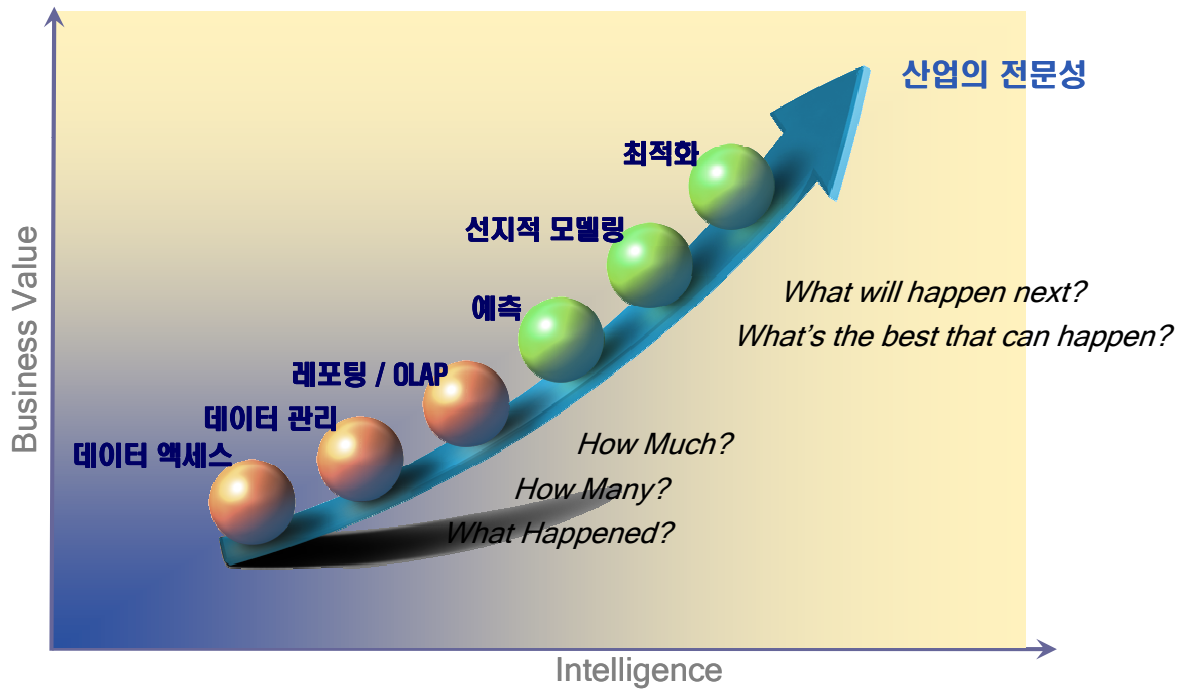 산업의 전문성
최적화
선지적 모델링
예측
레포팅 / OLAP
데이터 관리
데이터 액세스
What will happen next?
What's the best that can happen?
How Much?
How Many?
What Happened?
Business Value
Intelligence